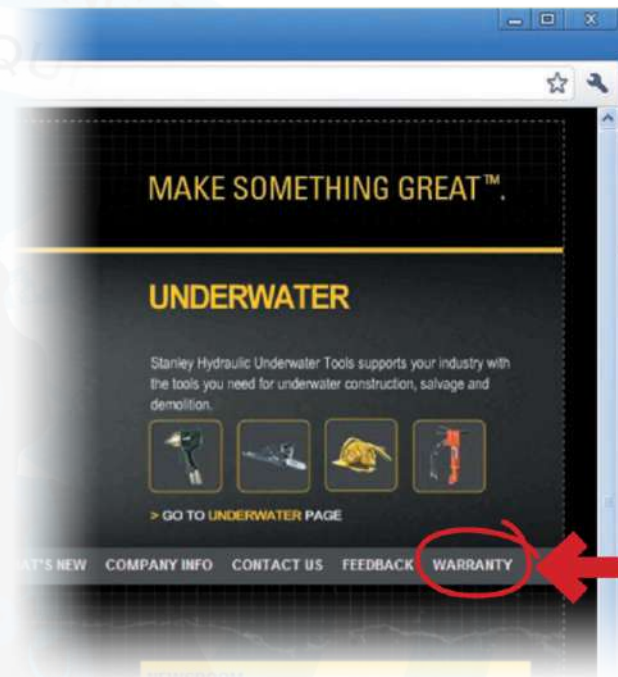 MAKE SOMETHING GREAT™.
UNDERWATER
Stanley Hydraulic Underwater Tools supports your industry with
the tools you need for underwater construction, salvage and
demolition.
> GO TO UNDERWATER PAGE
NEW COMPANY INFO CONTACT US FEEDBACK WARRANTY